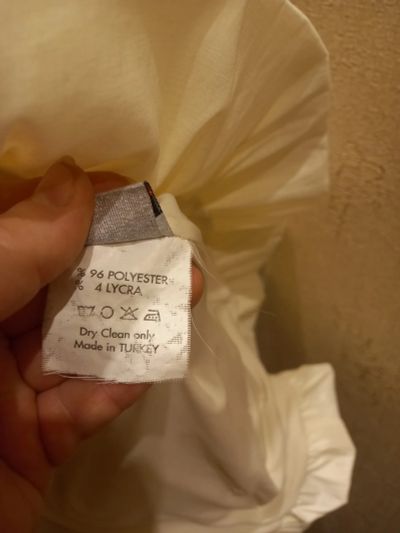 % 96 POLYESTER
% 4 LYCRA
Dry Clean only
Made in TURKEY